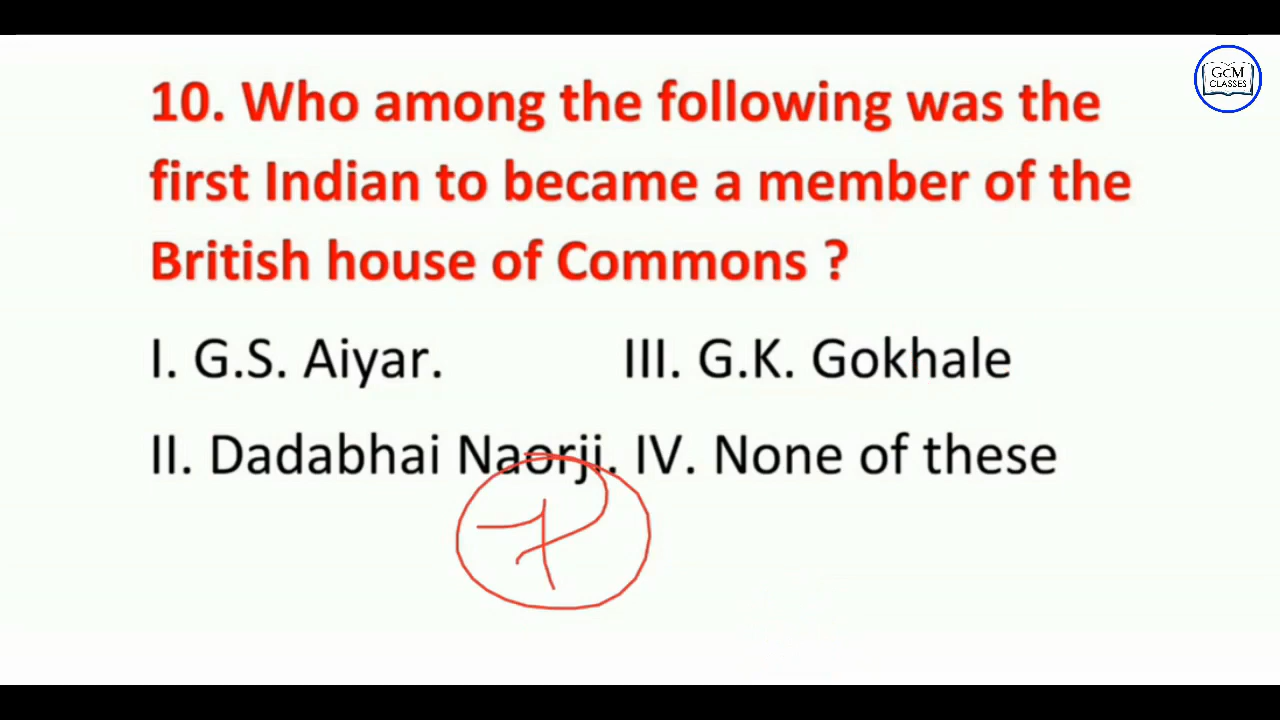 GCM
CLASSES
10. Who among the following was the
first Indian to became a member of the
British house of Commons ?
I. G.S. Aiyar. III. G.K. Gokhale
II. Dadabhai Naorji. IV. None of these